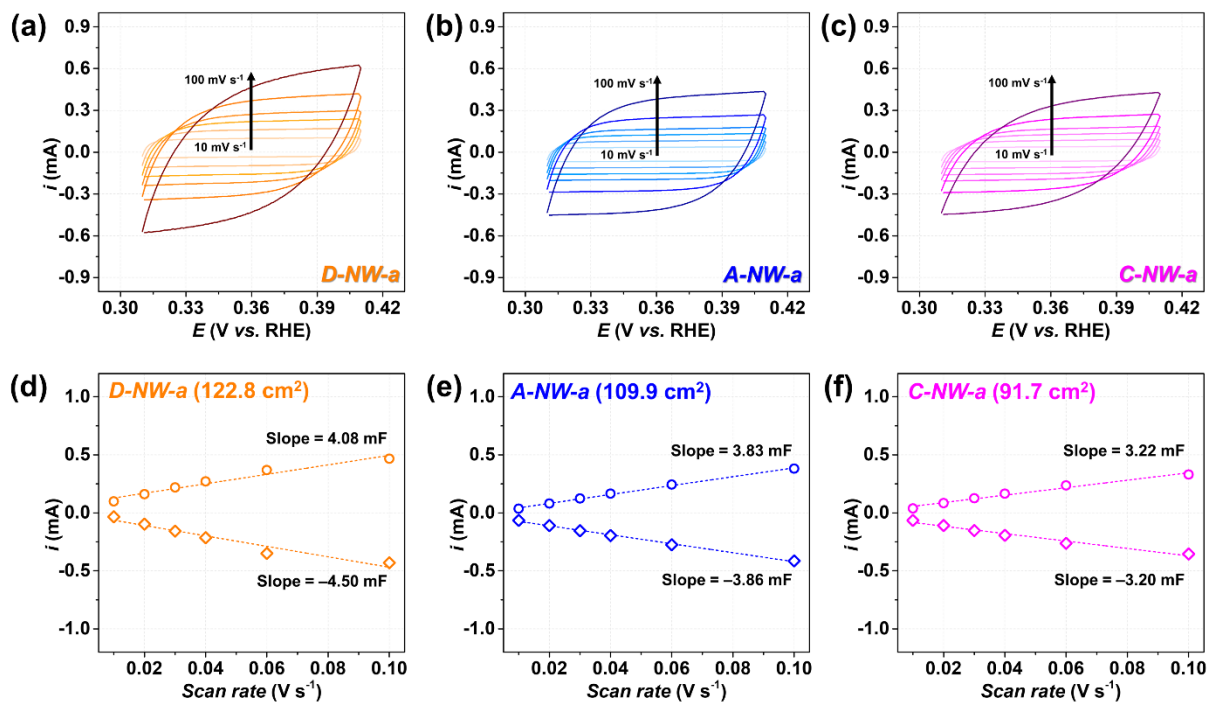 (a)
0.9
0.6
0.3
0.0
-0.3
-0.6
-0.9
i (mA)
100 mV s⁻¹
10 mV s⁻¹
D-NW-a
0.30 0.33 0.36 0.39 0.42
E (V vs. RHE)
(b)
0.9
0.6
0.3
0.0
-0.3
-0.6
-0.9
i (mA)
100 mV s⁻¹
10 mV s⁻¹
A-NW-a
0.30 0.33 0.36 0.39 0.42
E (V vs. RHE)
(c)
0.9
0.6
0.3
0.0
-0.3
-0.6
-0.9
i (mA)
100 mV s⁻¹
10 mV s⁻¹
C-NW-a
0.30 0.33 0.36 0.39 0.42
E (V vs. RHE)
(d)
D-NW-a (122.8 cm²)
1.0
0.5
0.0
-0.5
-1.0
i (mA)
Slope = 4.08 mF
Slope = –4.50 mF
0.02 0.04 0.06 0.08 0.10
Scan rate (V s⁻¹)
(e)
A-NW-a (109.9 cm²)
1.0
0.5
0.0
-0.5
-1.0
i (mA)
Slope = 3.83 mF
Slope = –3.86 mF
0.02 0.04 0.06 0.08 0.10
Scan rate (V s⁻¹)
(f)
C-NW-a (91.7 cm²)
1.0
0.5
0.0
-0.5
-1.0
i (mA)
Slope = 3.22 mF
Slope = –3.20 mF
0.02 0.04 0.06 0.08 0.10
Scan rate (V s⁻¹)